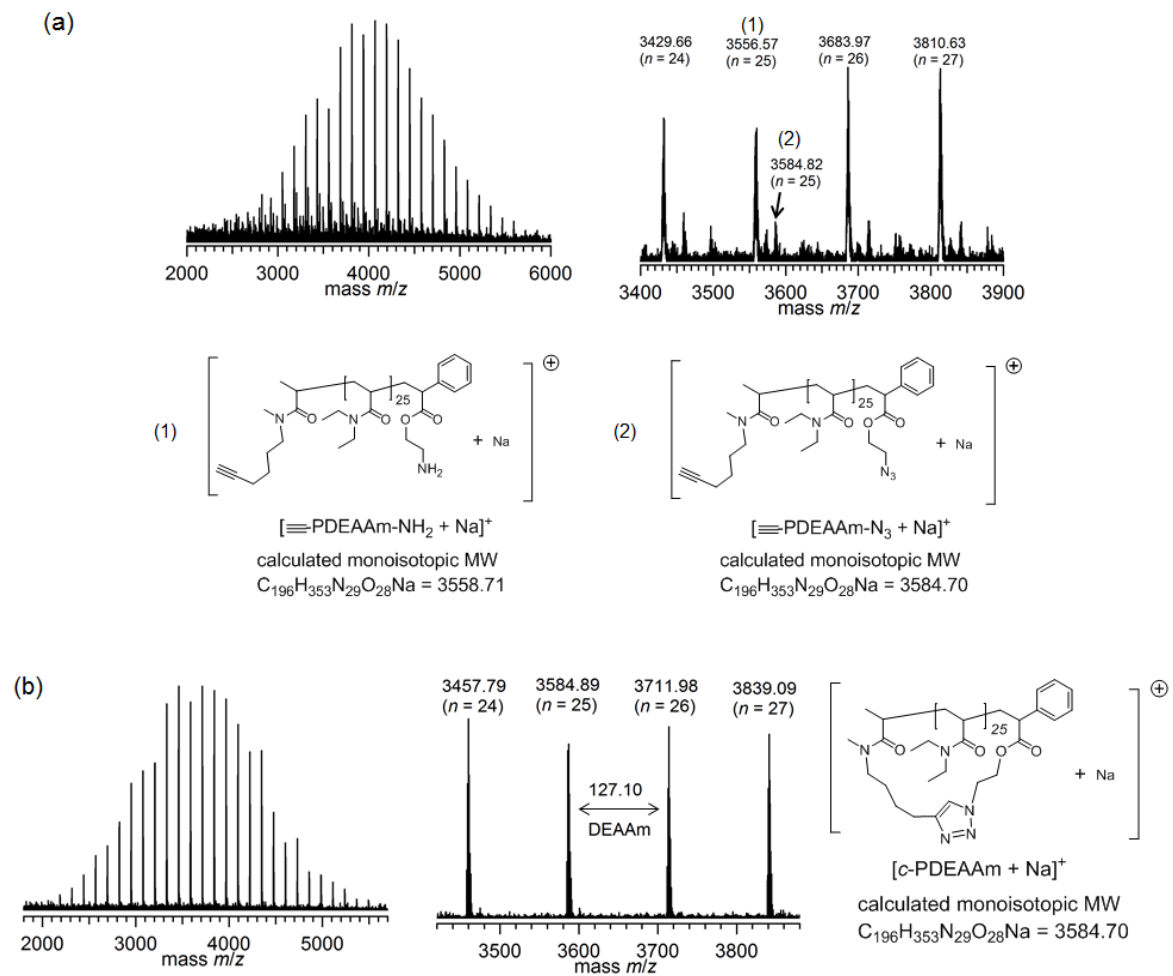 (a)
(1)
3429.66
(n = 24)
3556.57
(n = 25)
3683.97
(n = 26)
3810.63
(n = 27)
(2)
3584.82
(n = 25)
2000 3000 4000 5000 6000
mass m/z
3400 3500 3600 3700 3800 3900
mass m/z
(1)
25
N
O
N
O
O
O
NH₂
+ Na
⊕
[≡-PDEAAm-NH₂ + Na]⁺
calculated monoisotopic MW
C₁₉₆H₃₅₃N₂₉O₂₈Na = 3558.71
(2)
25
N
O
N
O
O
O
N₃
+ Na
⊕
[≡-PDEAAm-N₃ + Na]⁺
calculated monoisotopic MW
C₁₉₆H₃₅₃N₂₉O₂₈Na = 3584.70
(b)
2000 3000 4000 5000
mass m/z
3457.79
(n = 24)
3584.89
(n = 25)
3711.98
(n = 26)
3839.09
(n = 27)
127.10
DEAAm
3500 3600 3700 3800
mass m/z
25
N
O
N
O
O
O
N
N=N
+ Na
⊕
[c-PDEAAm + Na]⁺
calculated monoisotopic MW
C₁₉₆H₃₅₃N₂₉O₂₈Na = 3584.70